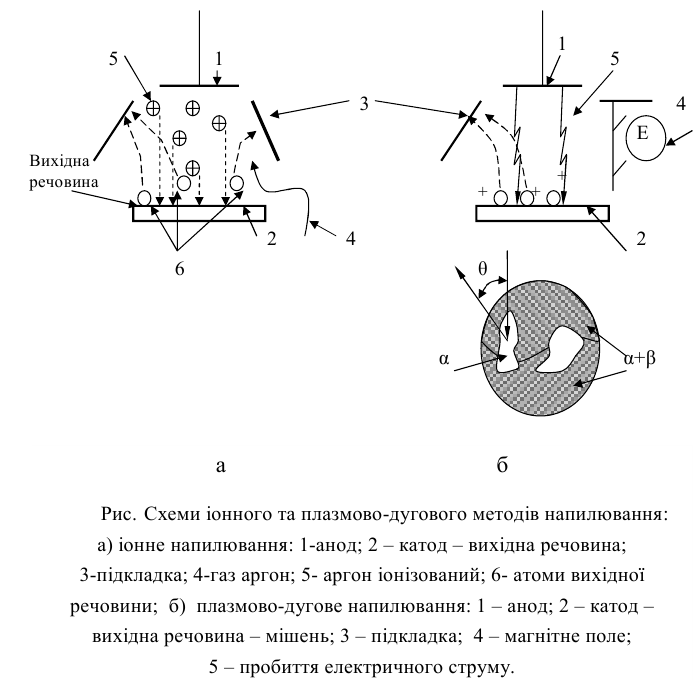 5
1
3
1
5
4
E
Вихідна
речовина
+
+
+
2
4
2
6
θ
α
α+β
а
б
Рис. Схеми іонного та плазмово-дугового методів напилювання:
а) іонне напилювання: 1-анод; 2 – катод – вихідна речовина;
3-підкладка; 4-газ аргон; 5- аргон іонізований; 6- атоми вихідної
речовини; б) плазмово-дугове напилювання: 1 – анод; 2 – катод –
вихідна речовина – мішень; 3 – підкладка; 4 – магнітне поле;
5 – пробиття електричного струму.